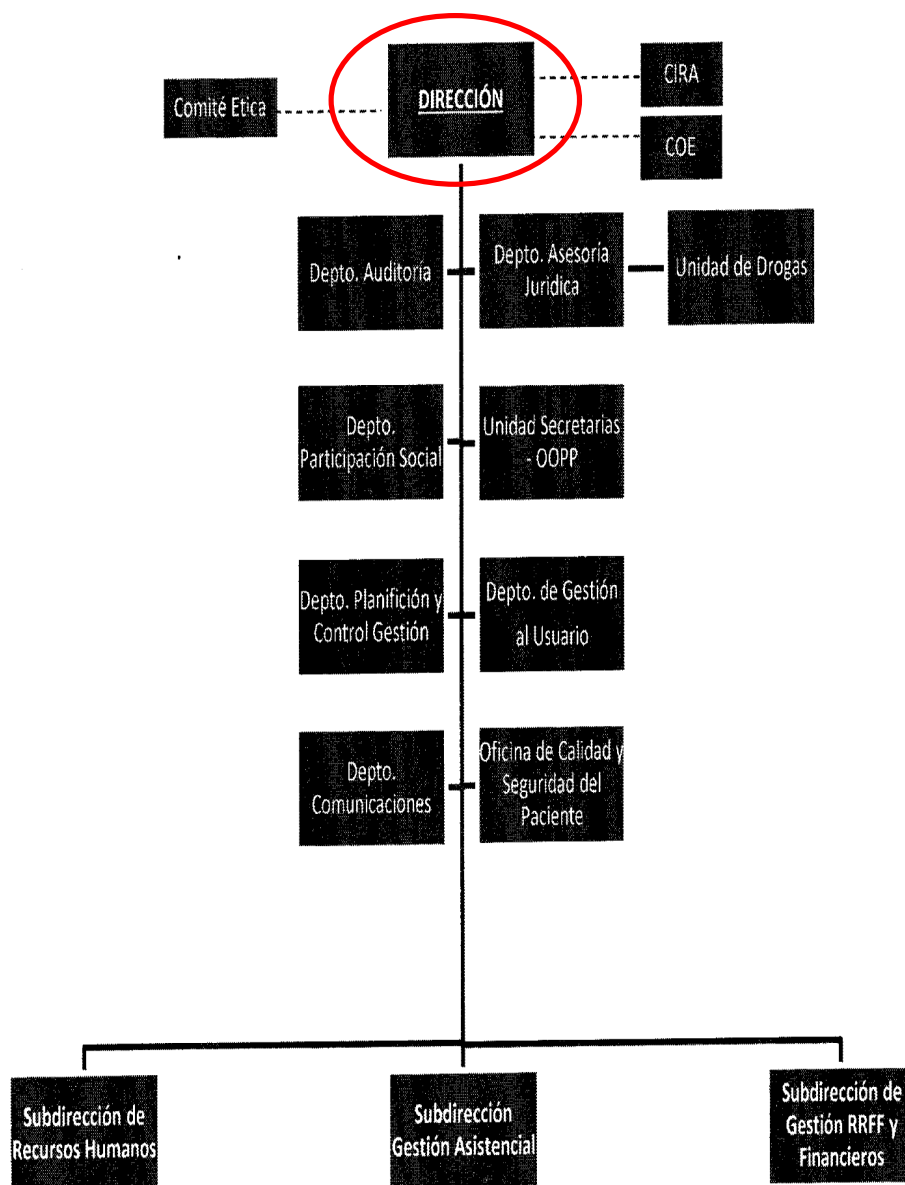 DIRECCIÓN
CIRA
Comité Etica
COE
Depto. Auditoría
Depto. Asesoría
Juridica
Unidad de Drogas
Depto.
Participación Social
Unidad Secretarias
- OOPP
Depto. Planifición y
Control Gestión
Depto. de Gestión
al Usuario
Depto.
Comunicaciones
Oficina de Calidad y
Seguridad del
Paciente
Subdirección de
Recursos Humanos
Subdirección
Gestión Asistencial
Subdirección de
Gestión RRFF y
Financieros